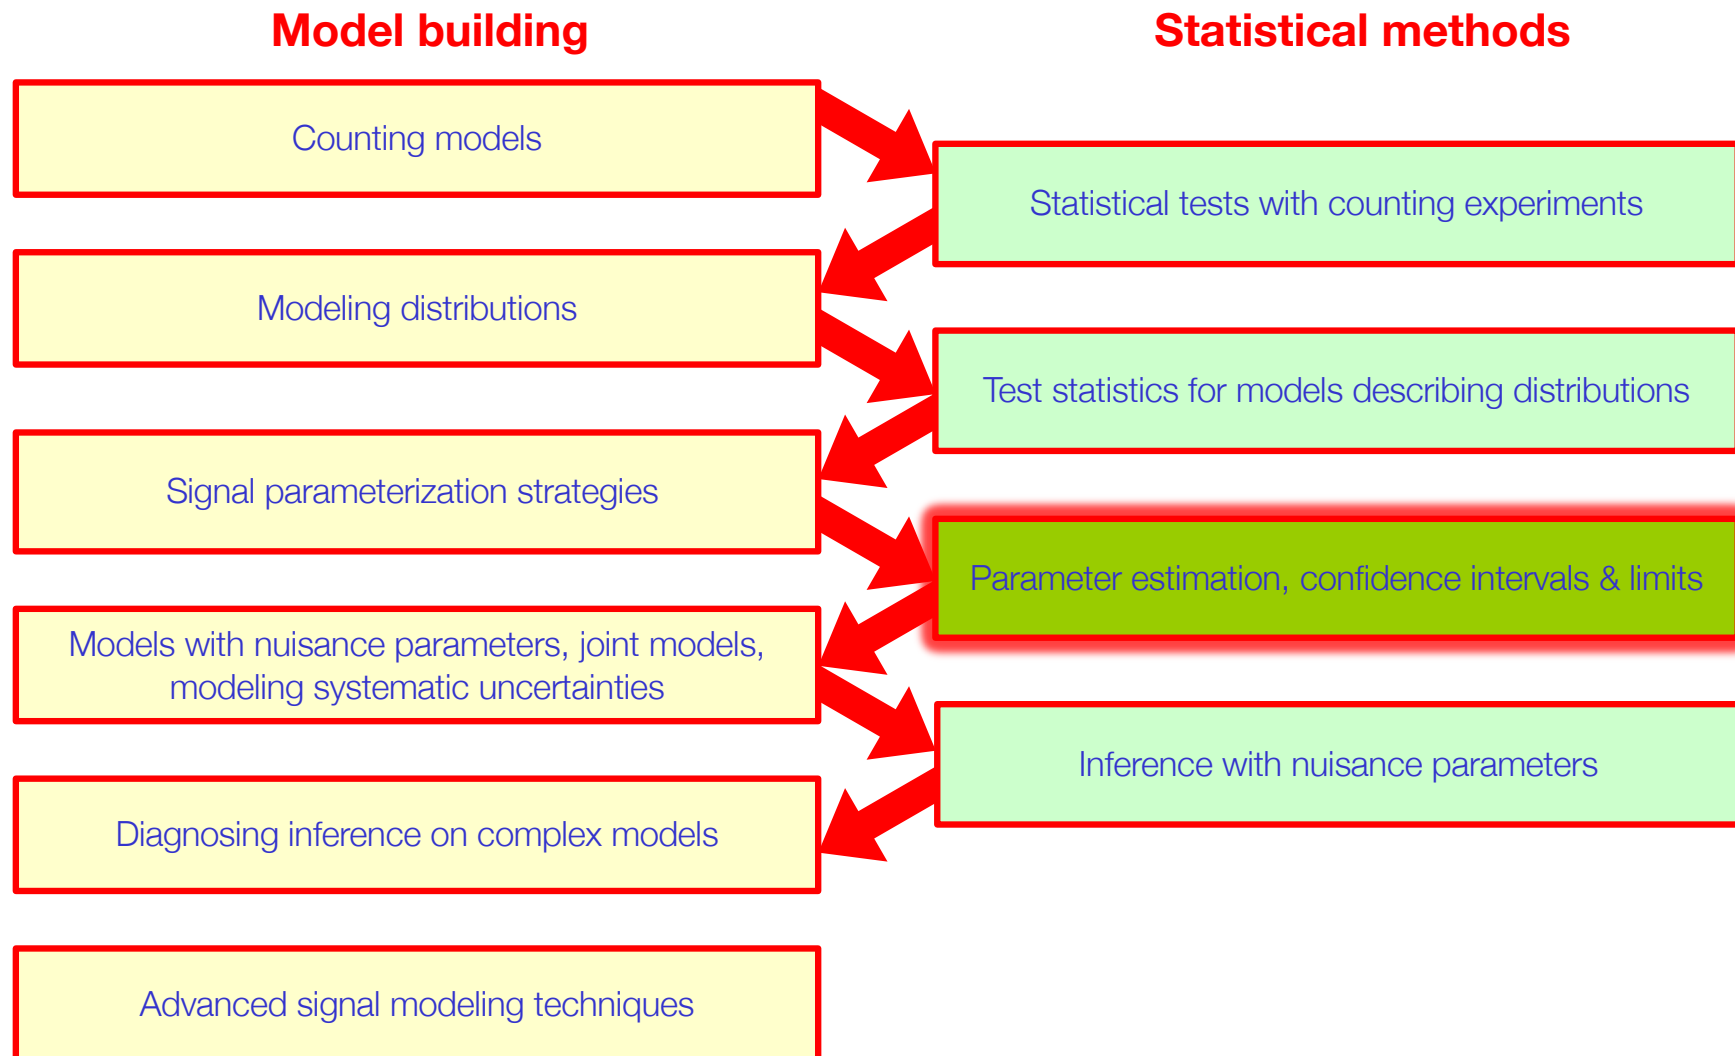 Model building
Statistical methods
Counting models
Statistical tests with counting experiments
Modeling distributions
Test statistics for models describing distributions
Signal parameterization strategies
Parameter estimation, confidence intervals & limits
Models with nuisance parameters, joint models,
modeling systematic uncertainties
Inference with nuisance parameters
Diagnosing inference on complex models
Advanced signal modeling techniques